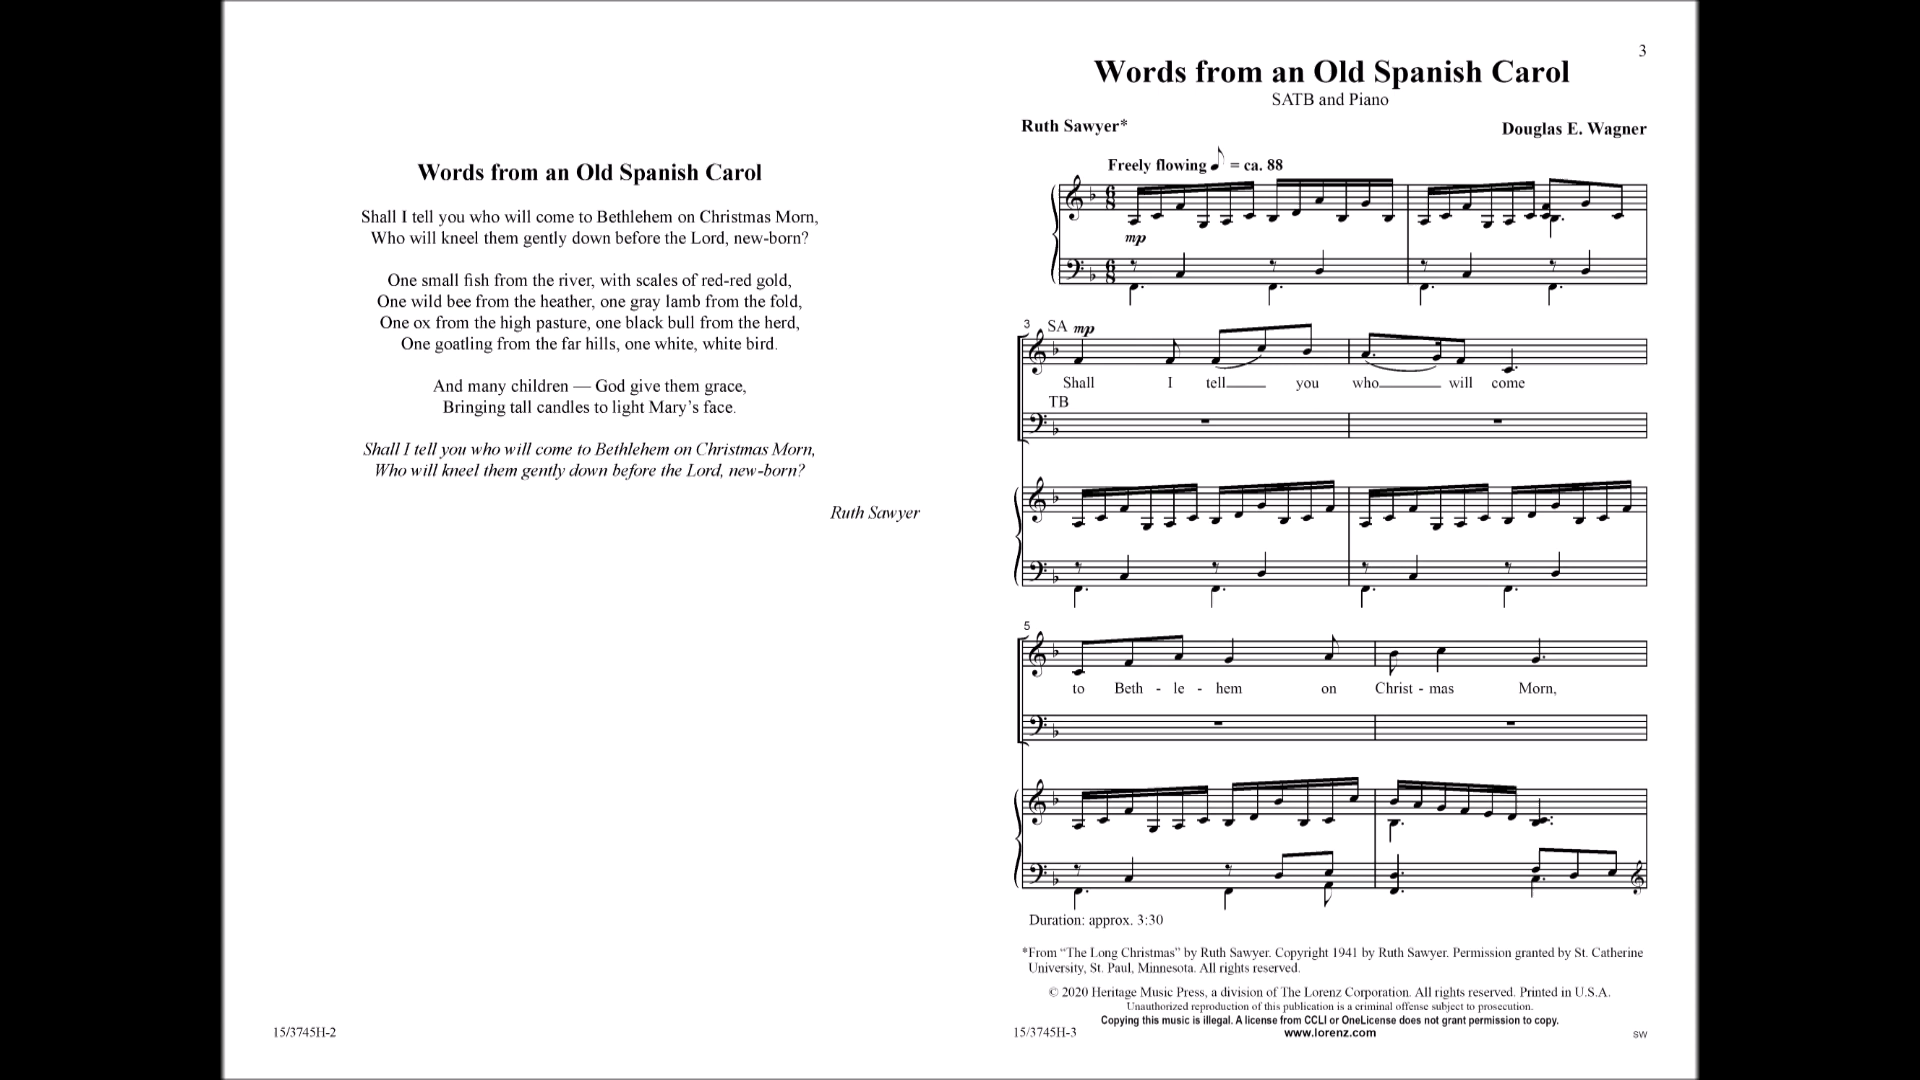 Words from an Old Spanish Carol
Shall I tell you who will come to Bethlehem on Christmas Morn,
Who will kneel them gently down before the Lord, new-born?
One small fish from the river, with scales of red-red gold,
One wild bee from the heather, one gray lamb from the fold,
One ox from the high pasture, one black bull from the herd,
One goatling from the far hills, one white, white bird.
And many children — God give them grace,
Bringing tall candles to light Mary’s face.
Shall I tell you who will come to Bethlehem on Christmas Morn,
Who will kneel them gently down before the Lord, new-born?
Ruth Sawyer
15/3745H-2
3
Words from an Old Spanish Carol
SATB and Piano
Ruth Sawyer*
Douglas E. Wagner
Freely flowing ♪ = ca. 88
6 8
mp
6 8
3
SA mp
Shall I tell you who will come
TB
5
to Beth - le - hem on Christ - mas Morn,
Duration: approx. 3:30
*From “The Long Christmas” by Ruth Sawyer. Copyright 1941 by Ruth Sawyer. Permission granted by St. Catherine
University, St. Paul, Minnesota. All rights reserved.
© 2020 Heritage Music Press, a division of The Lorenz Corporation. All rights reserved. Printed in U.S.A.
Unauthorized reproduction of this publication is a criminal offense subject to prosecution.
Copying this music is illegal. A license from CCLI or OneLicense does not grant permission to copy.
15/3745H-3
www.lorenz.com
SW